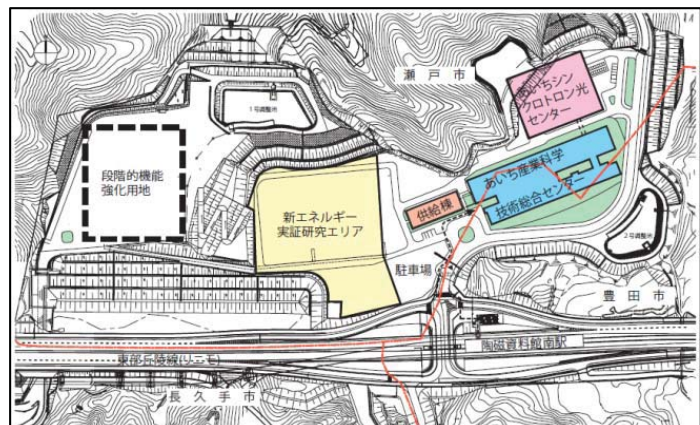 瀬戸市
あいちシン
クロトロン光
センター
1号調整池
段階的機能
強化用地
あいち産業科学
技術総合センター
新エネルギー
実証研究エリア
供給棟
2号調整池
駐車場
豊田市
陶磁資料館南駅
東部丘陵線(リニモ)
長久手市